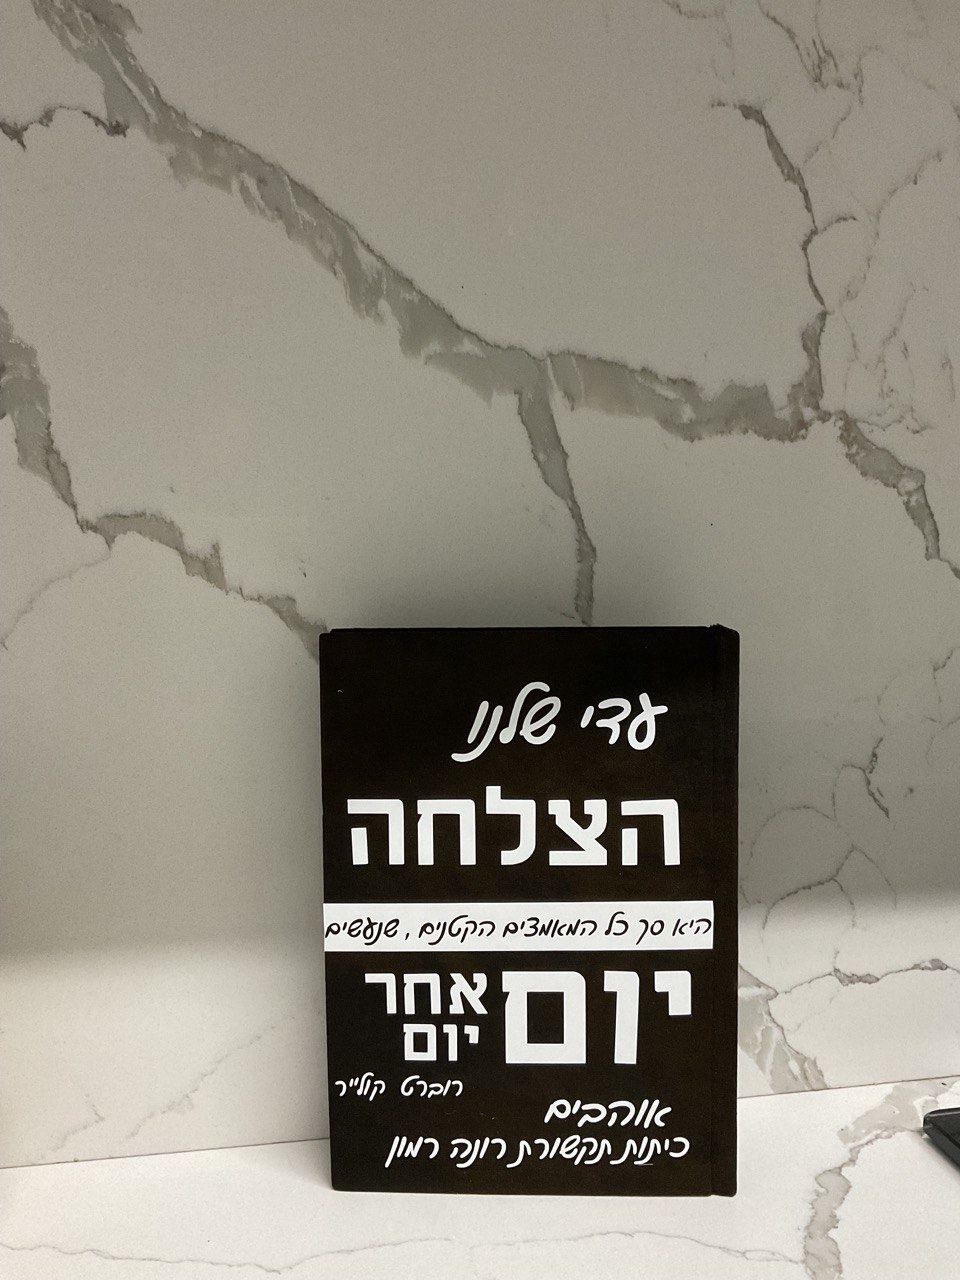 עדי שלנו
הצלחה
היא סך כל המאמצים הקטנים, שנעשים
יום אחר
יום
רוברט קולייר
אוהבים
כיתות תקשורת רונה רמון